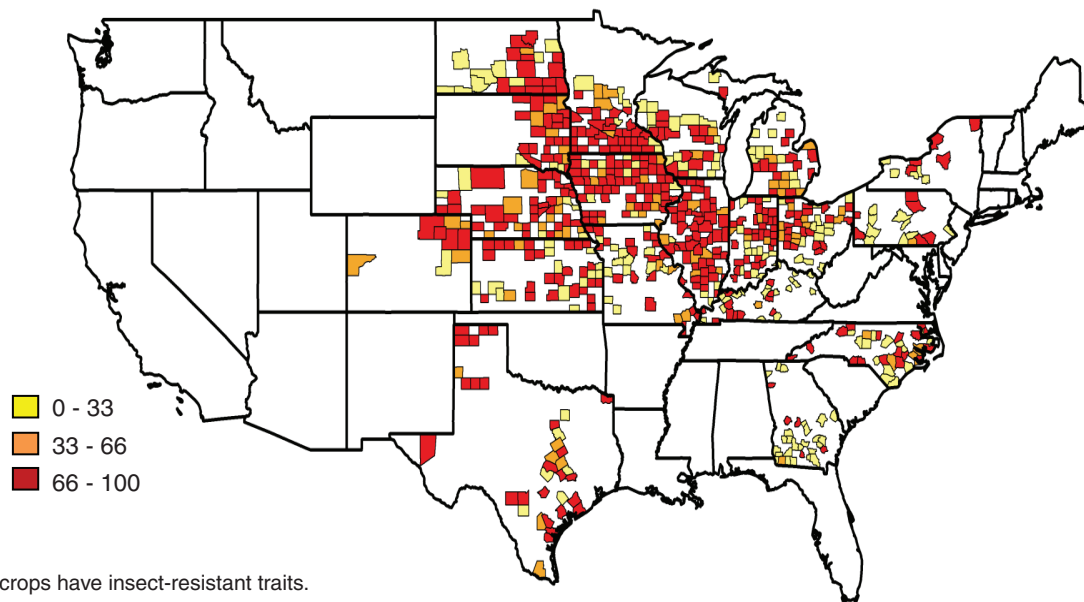 0 - 33
33 - 66
66 - 100
crops have insect-resistant traits.